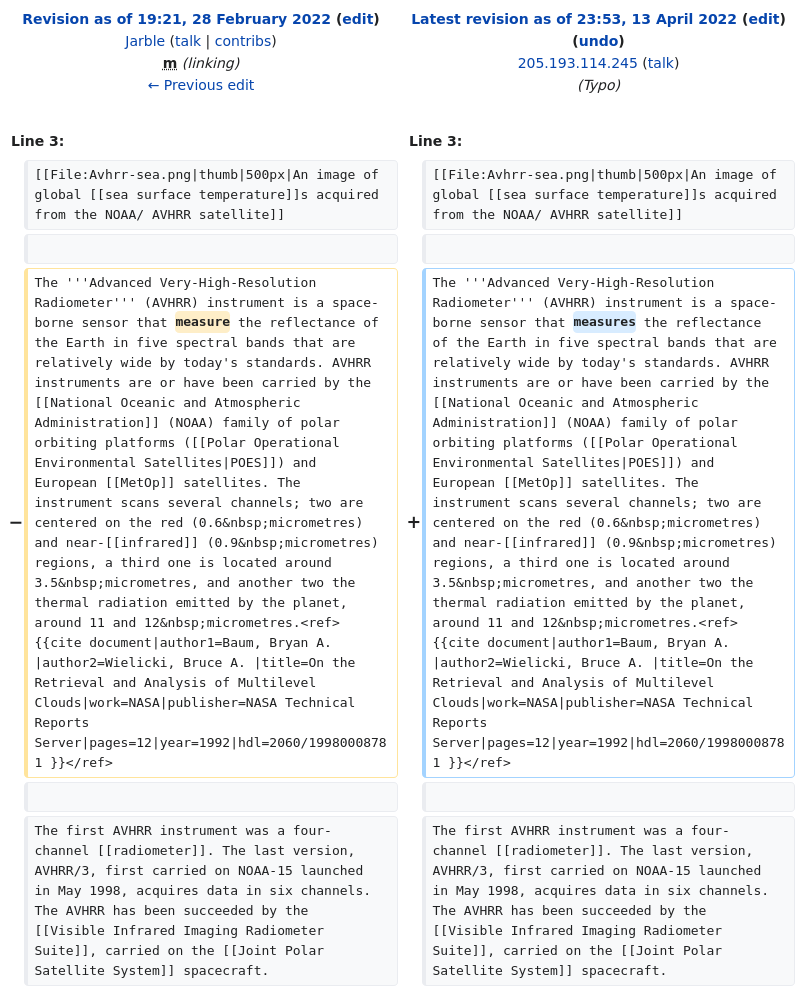 Revision as of 19:21, 28 February 2022 (edit)
Jarble (talk | contribs)
m (linking)
← Previous edit
Latest revision as of 23:53, 13 April 2022 (edit)
(undo)
205.193.114.245 (talk)
(Typo)
Line 3:
[[File:Avhrr-sea.png|thumb|500px|An image of
global [[sea surface temperature]]s acquired
from the NOAA/ AVHRR satellite]]
−
The '''Advanced Very-High-Resolution
Radiometer''' (AVHRR) instrument is a space-
borne sensor that measure the reflectance of
the Earth in five spectral bands that are
relatively wide by today's standards. AVHRR
instruments are or have been carried by the
[[National Oceanic and Atmospheric
Administration]] (NOAA) family of polar
orbiting platforms ([[Polar Operational
Environmental Satellites|POES]]) and
European [[MetOp]] satellites. The
instrument scans several channels; two are
centered on the red (0.6&nbsp;micrometres)
and near-[[infrared]] (0.9&nbsp;micrometres)
regions, a third one is located around
3.5&nbsp;micrometres, and another two the
thermal radiation emitted by the planet,
around 11 and 12&nbsp;micrometres.<ref>
{{cite document|author1=Baum, Bryan A.
|author2=Wielicki, Bruce A. |title=On the
Retrieval and Analysis of Multilevel
Clouds|work=NASA|publisher=NASA Technical
Reports
Server|pages=12|year=1992|hdl=2060/1998000878
1 }}</ref>
The first AVHRR instrument was a four-
channel [[radiometer]]. The last version,
AVHRR/3, first carried on NOAA-15 launched
in May 1998, acquires data in six channels.
The AVHRR has been succeeded by the
[[Visible Infrared Imaging Radiometer
Suite]], carried on the [[Joint Polar
Satellite System]] spacecraft.
Line 3:
[[File:Avhrr-sea.png|thumb|500px|An image of
global [[sea surface temperature]]s acquired
from the NOAA/ AVHRR satellite]]
+
The '''Advanced Very-High-Resolution
Radiometer''' (AVHRR) instrument is a space-
borne sensor that measures the reflectance
of the Earth in five spectral bands that are
relatively wide by today's standards. AVHRR
instruments are or have been carried by the
[[National Oceanic and Atmospheric
Administration]] (NOAA) family of polar
orbiting platforms ([[Polar Operational
Environmental Satellites|POES]]) and
European [[MetOp]] satellites. The
instrument scans several channels; two are
centered on the red (0.6&nbsp;micrometres)
and near-[[infrared]] (0.9&nbsp;micrometres)
regions, a third one is located around
3.5&nbsp;micrometres, and another two the
thermal radiation emitted by the planet,
around 11 and 12&nbsp;micrometres.<ref>
{{cite document|author1=Baum, Bryan A.
|author2=Wielicki, Bruce A. |title=On the
Retrieval and Analysis of Multilevel
Clouds|work=NASA|publisher=NASA Technical
Reports
Server|pages=12|year=1992|hdl=2060/1998000878
1 }}</ref>
The first AVHRR instrument was a four-
channel [[radiometer]]. The last version,
AVHRR/3, first carried on NOAA-15 launched
in May 1998, acquires data in six channels.
The AVHRR has been succeeded by the
[[Visible Infrared Imaging Radiometer
Suite]], carried on the [[Joint Polar
Satellite System]] spacecraft.